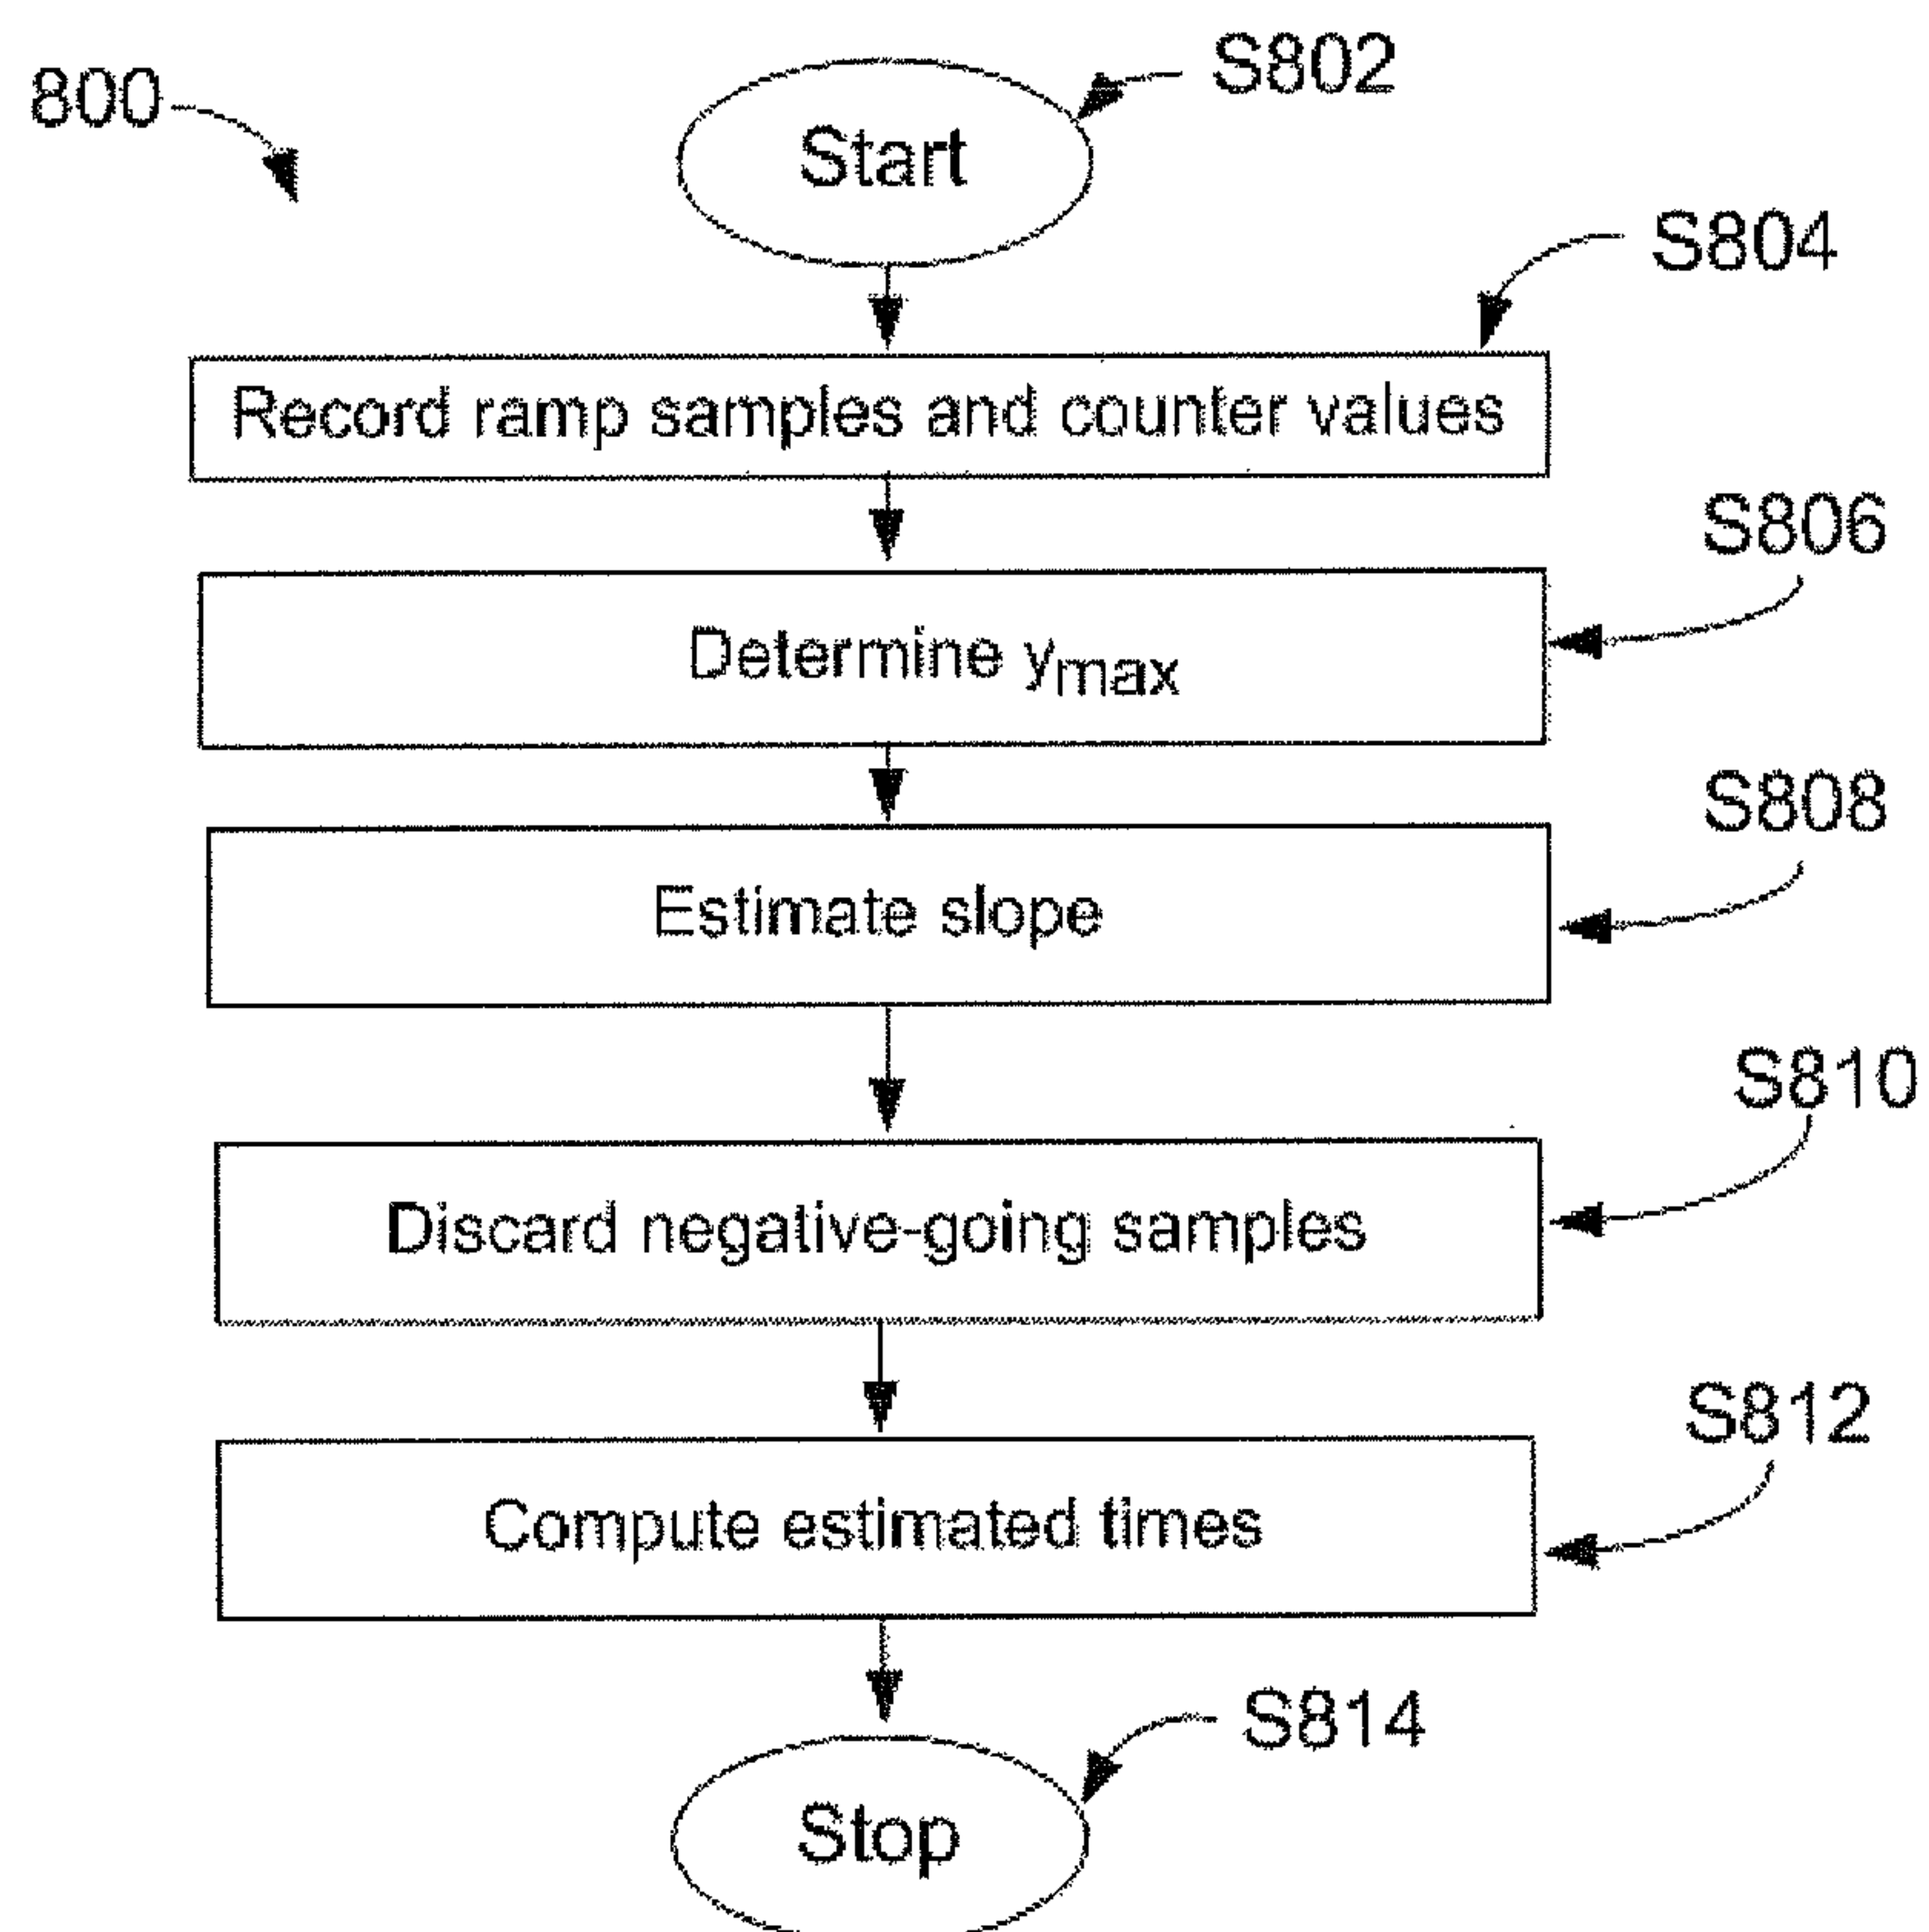 800
S802
Start
S804
Record ramp samples and counter values
S806
Determine ymax
S808
Estimate slope
S810
Discard negative-going samples
S812
Compute estimated times
S814
Stop